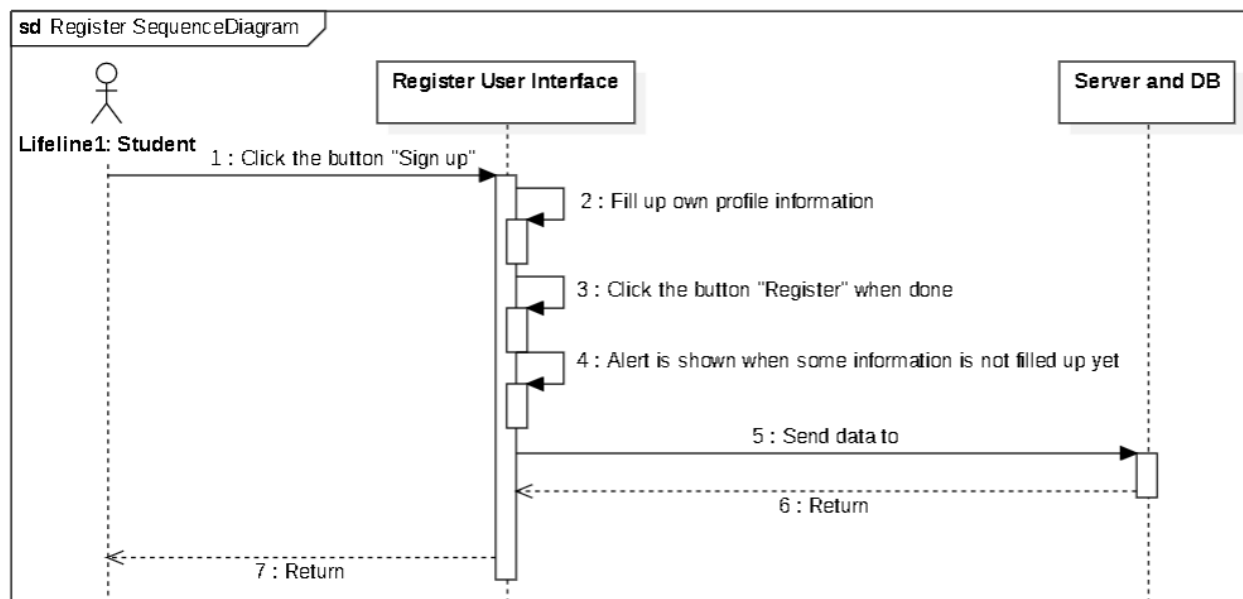 sd Register SequenceDiagram
Register User Interface
Server and DB
Lifeline1: Student
1 : Click the button "Sign up"
2 : Fill up own profile information
3 : Click the button "Register" when done
4 : Alert is shown when some information is not filled up yet
5 : Send data to
6 : Return
7 : Return